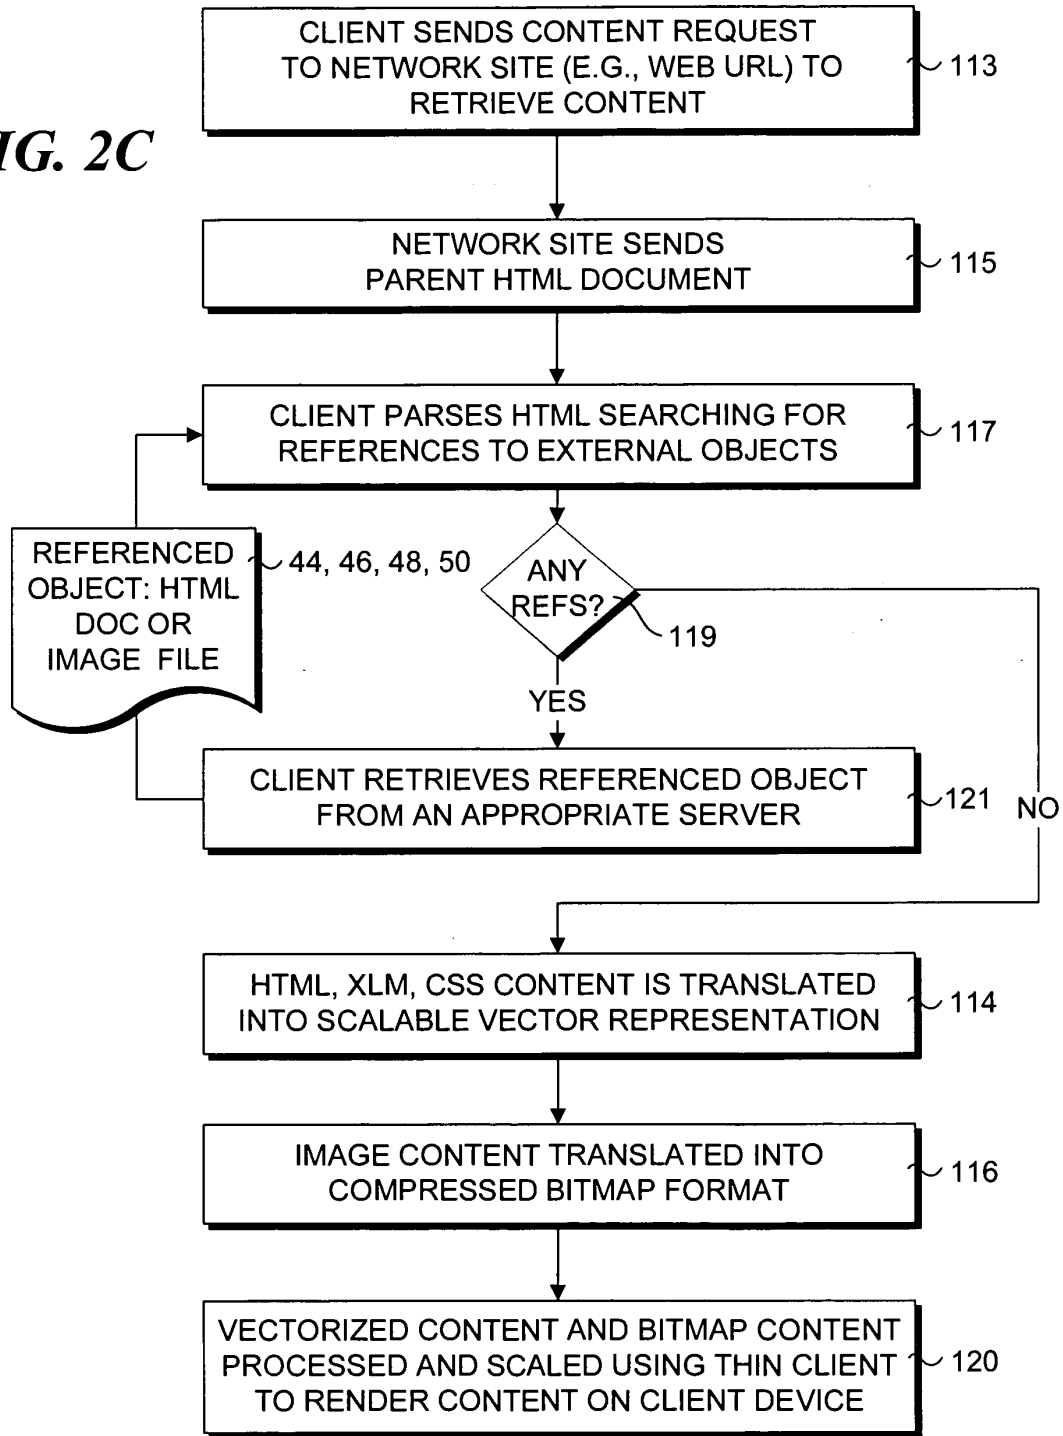 CLIENT SENDS CONTENT REQUEST
TO NETWORK SITE (E.G., WEB URL) TO
RETRIEVE CONTENT
113
IG. 2C
NETWORK SITE SENDS
PARENT HTML DOCUMENT
115
CLIENT PARSES HTML SEARCHING FOR
REFERENCES TO EXTERNAL OBJECTS
117
REFERENCED
OBJECT: HTML
DOC OR
IMAGE FILE
44, 46, 48, 50
ANY
REFS?
119
YES
CLIENT RETRIEVES REFERENCED OBJECT
FROM AN APPROPRIATE SERVER
121
NO
HTML, XLM, CSS CONTENT IS TRANSLATED
INTO SCALABLE VECTOR REPRESENTATION
114
IMAGE CONTENT TRANSLATED INTO
COMPRESSED BITMAP FORMAT
116
VECTORIZED CONTENT AND BITMAP CONTENT
PROCESSED AND SCALED USING THIN CLIENT
TO RENDER CONTENT ON CLIENT DEVICE
120